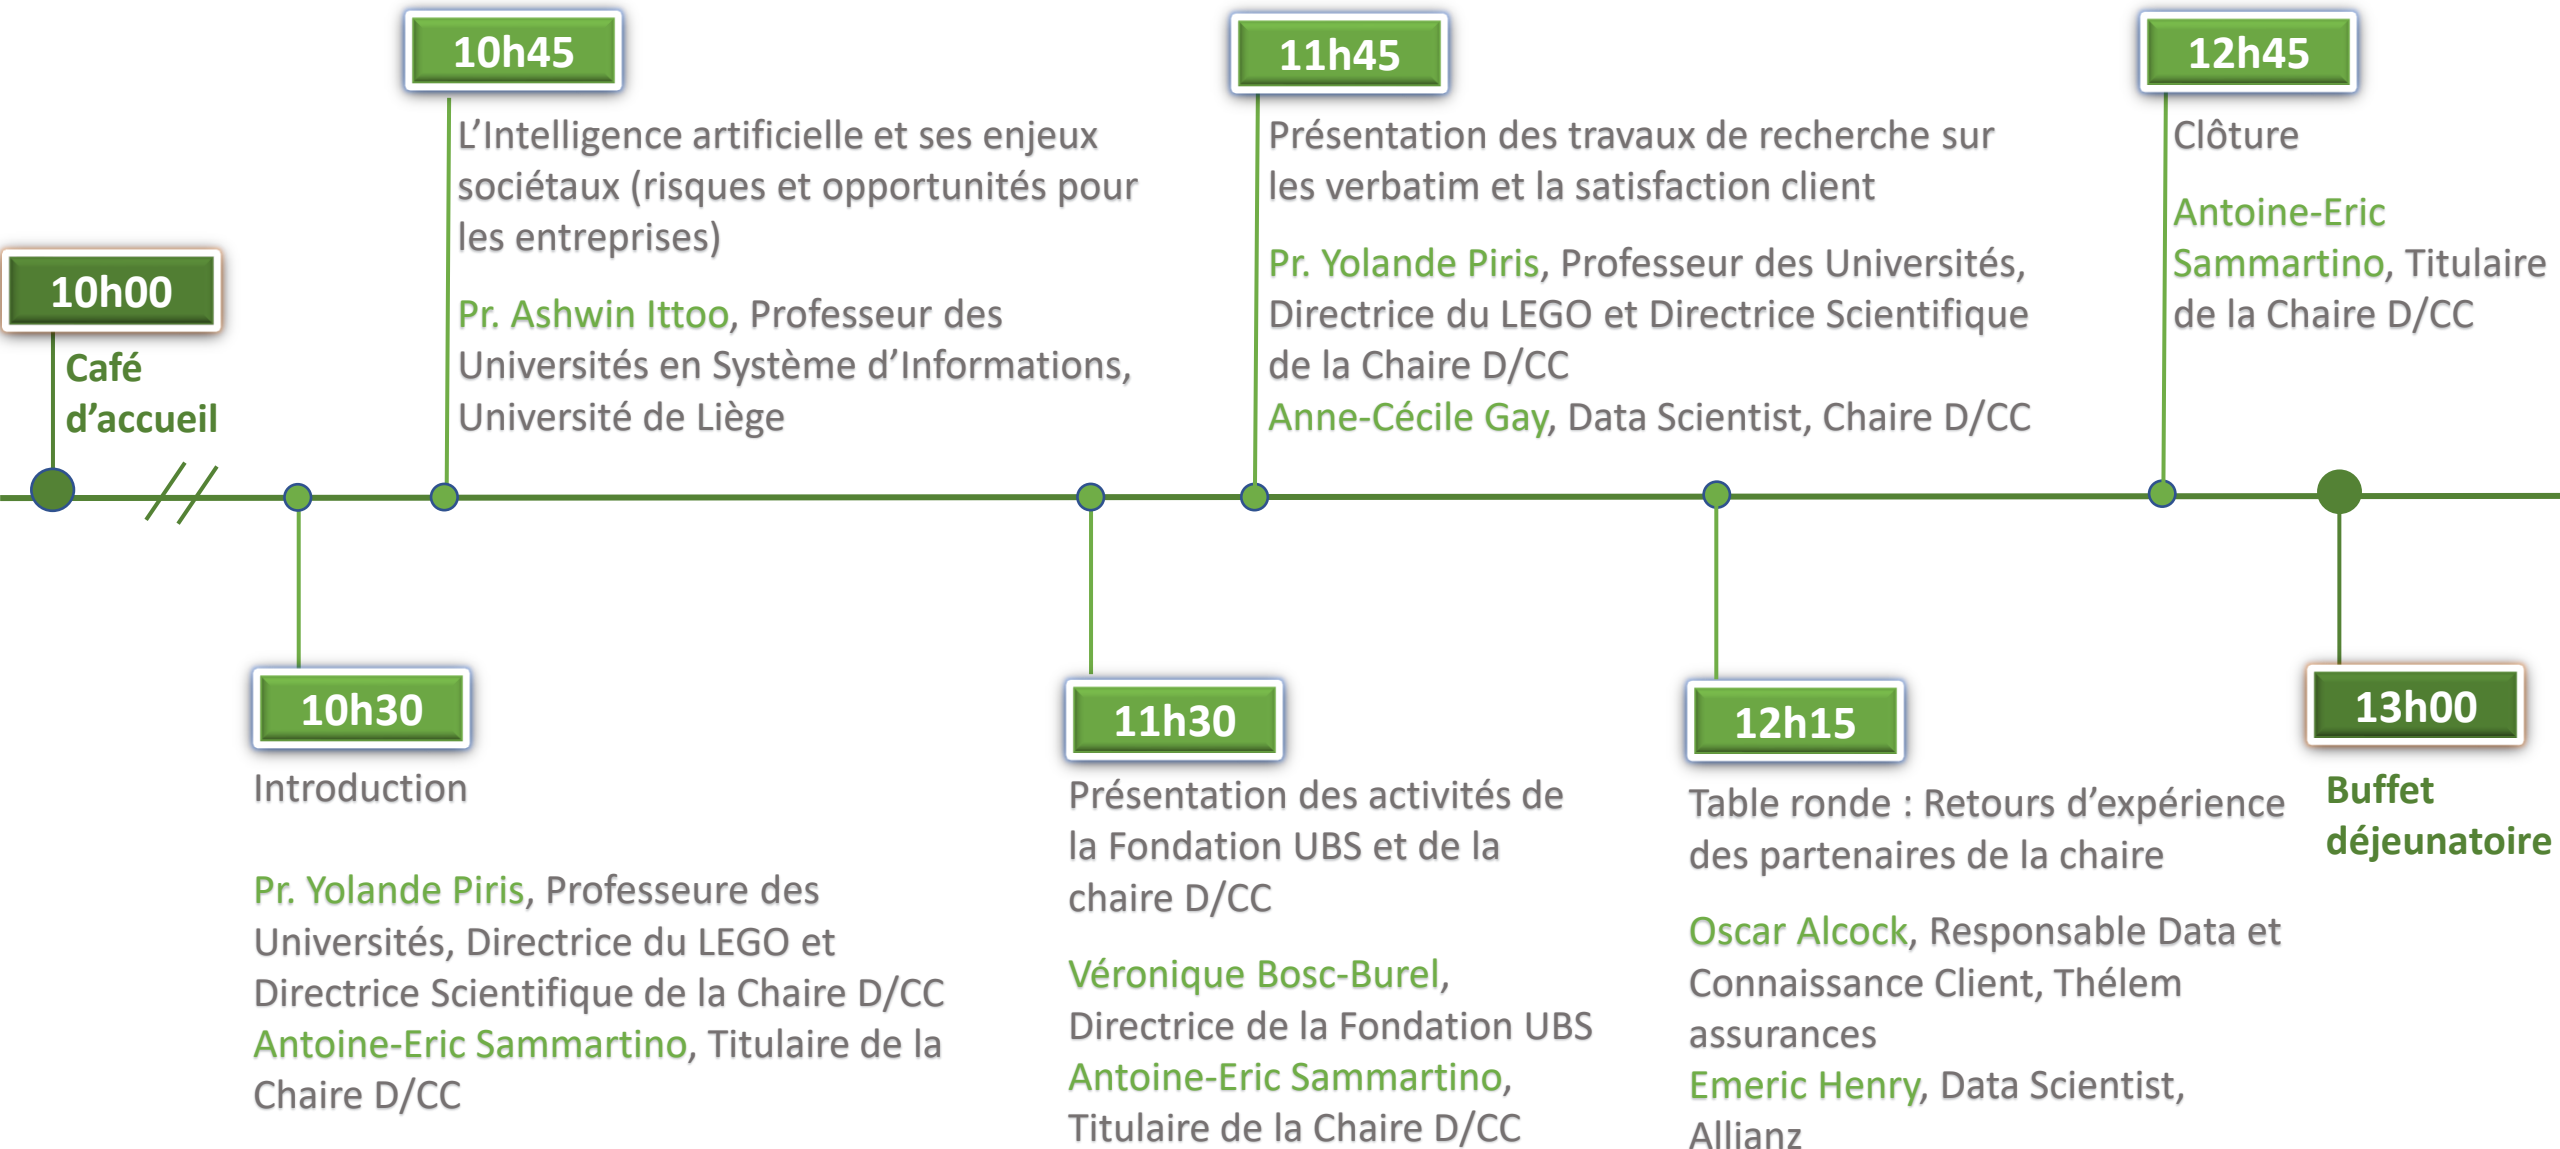 10h00
Café
d’accueil
10h30
Introduction
Pr. Yolande Piris, Professeure des
Universités, Directrice du LEGO et
Directrice Scientifique de la Chaire D/CC
Antoine-Eric Sammartino, Titulaire de la
Chaire D/CC
10h45
L’Intelligence artificielle et ses enjeux
sociétaux (risques et opportunités pour
les entreprises)
Pr. Ashwin Ittoo, Professeur des
Universités en Système d’Informations,
Université de Liège
11h30
Présentation des activités de
la Fondation UBS et de la
chaire D/CC
Véronique Bosc-Burel,
Directrice de la Fondation UBS
Antoine-Eric Sammartino,
Titulaire de la Chaire D/CC
11h45
Présentation des travaux de recherche sur
les verbatim et la satisfaction client
Pr. Yolande Piris, Professeur des Universités,
Directrice du LEGO et Directrice Scientifique
de la Chaire D/CC
Anne-Cécile Gay, Data Scientist, Chaire D/CC
12h15
Table ronde : Retours d’expérience
des partenaires de la chaire
Oscar Alcock, Responsable Data et
Connaissance Client, Thélem
assurances
Emeric Henry, Data Scientist,
Allianz
12h45
Clôture
Antoine-Eric
Sammartino, Titulaire
de la Chaire D/CC
13h00
Buffet
déjeunatoire